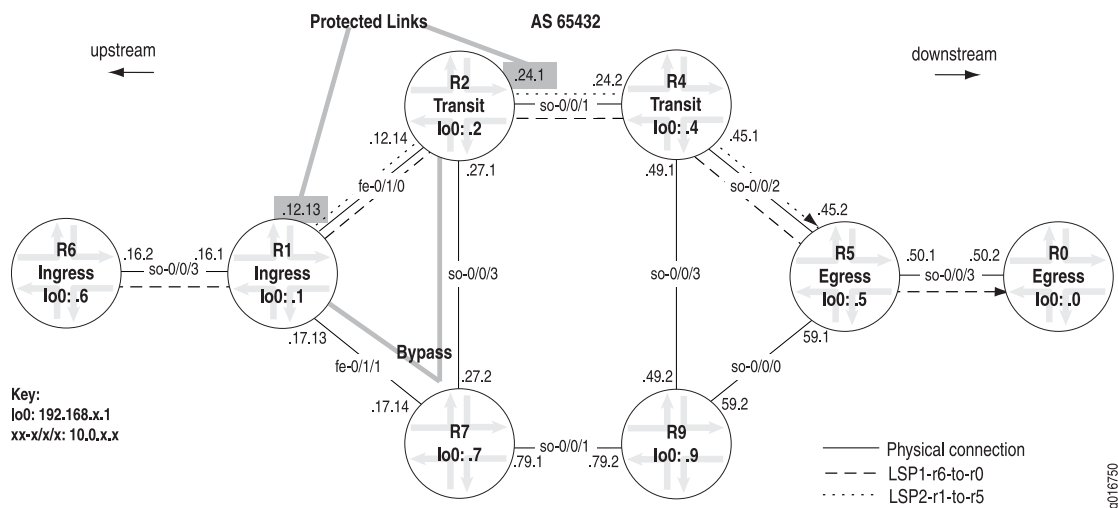 Protected Links
AS 65432
upstream
downstream
R2
Transit
lo0: .2
.24.1
.24.2
so-0/0/1
R4
Transit
lo0: .4
.12.14
.27.1
.49.1
.45.1
fe-0/1/0
so-0/0/2
.12.13
.45.2
R6
Ingress
lo0: .6
.16.2
.16.1
so-0/0/3
R1
Ingress
lo0: .1
so-0/0/3
so-0/0/3
R5
Egress
lo0: .5
.50.1
.50.2
so-0/0/3
R0
Egress
lo0: .0
.17.13
59.1
fe-0/1/1
Bypass
so-0/0/0
.27.2
.49.2
59.2
.17.14
Key:
lo0: 192.168.x.1
xx-x/x/x: 10.0.x.x
R7
lo0: .7
so-0/0/1
.79.1
.79.2
R9
lo0: .9
Physical connection
LSP1-r6-to-r0
LSP2-r1-to-r5
g016750